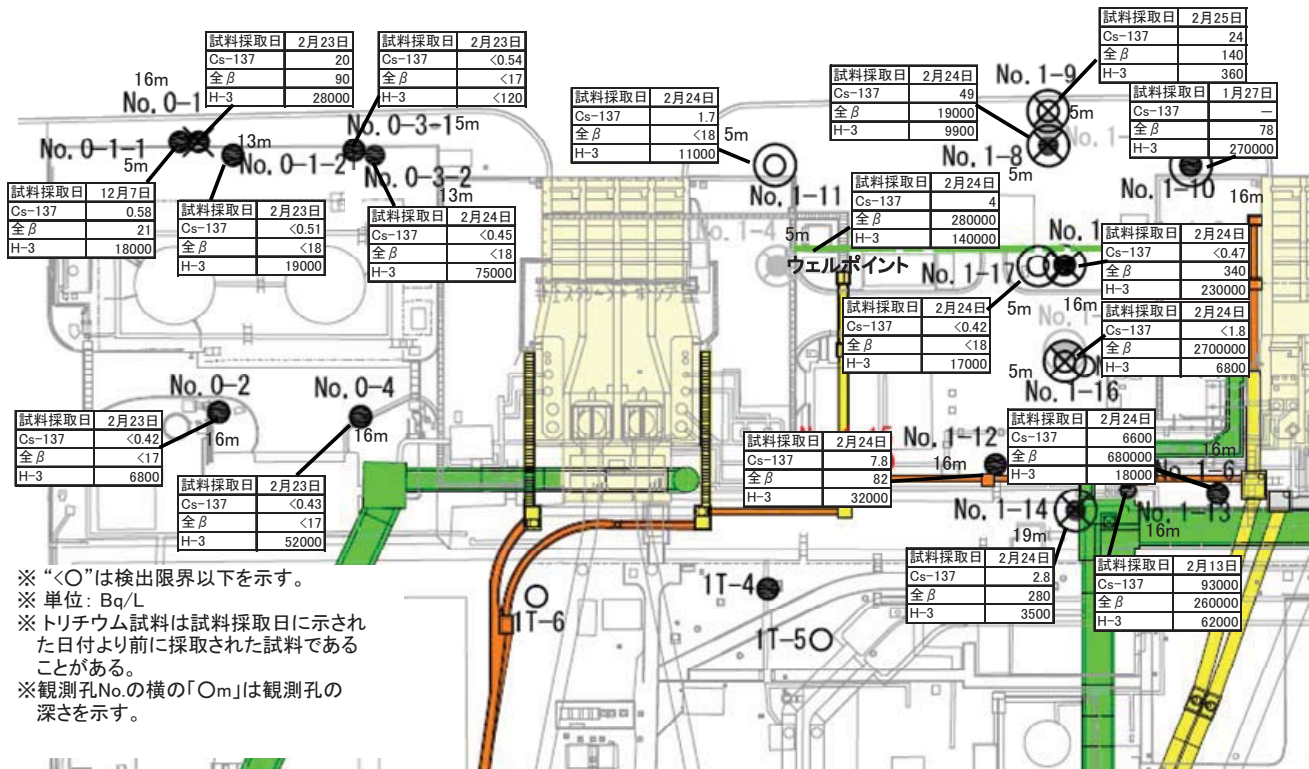 試料採取日 2月23日
Cs-137 20
全β 90
H-3 28000
試料採取日 2月23日
Cs-137 <0.54
全β <17
H-3 <120
試料採取日 2月24日
Cs-137 1.7
全β <18
H-3 11000
試料採取日 2月24日
Cs-137 49
全β 19000
H-3 9900
試料採取日 2月25日
Cs-137 24
全β 140
H-3 360
試料採取日 1月27日
Cs-137 －
全β 78
H-3 270000
16m
No. 0-1
No. 0-1-1
5m
13m
No. 0-1-2
No. 0-3-1
5m
No. 0-3-2
13m
5m
No. 1-11
No. 1-9
5m
No. 1-8
5m
No. 1-10
16m
試料採取日 12月7日
Cs-137 0.58
全β 21
H-3 18000
試料採取日 2月23日
Cs-137 <0.51
全β <18
H-3 19000
試料採取日 2月24日
Cs-137 <0.45
全β <18
H-3 75000
試料採取日 2月24日
Cs-137 4
全β 280000
H-3 140000
5m
ウェルポイント
No. 1-4
No. 1-17
5m
No. 1
16m
試料採取日 2月24日
Cs-137 <0.47
全β 340
H-3 230000
試料採取日 2月24日
Cs-137 <0.42
全β <18
H-3 17000
試料採取日 2月24日
Cs-137 <1.8
全β 2700000
H-3 6800
5m
No. 1-16
No. 0-2
16m
No. 0-4
16m
試料採取日 2月23日
Cs-137 <0.42
全β <17
H-3 6800
試料採取日 2月23日
Cs-137 <0.43
全β <17
H-3 52000
試料採取日 2月24日
Cs-137 7.8
全β 82
H-3 32000
No. 1-12
16m
試料採取日 2月24日
Cs-137 6600
全β 680000
H-3 18000
16m
No. 1-6
No. 1-14
19m
No. 1-13
16m
試料採取日 2月24日
Cs-137 2.8
全β 280
H-3 3500
試料採取日 2月13日
Cs-137 93000
全β 260000
H-3 62000
1T-6
1T-4
1T-5
※ “<○”は検出限界以下を示す。
※ 単位: Bq/L
※ トリチウム試料は試料採取日に示され
た日付より前に採取された試料である
ことがある。
※観測孔No.の横の「○m」は観測孔の
深さを示す。